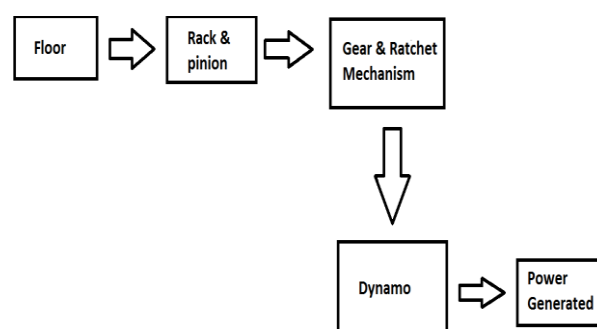 Floor
Rack &
pinion
Gear & Ratchet
Mechanism
Dynamo
Power
Generated